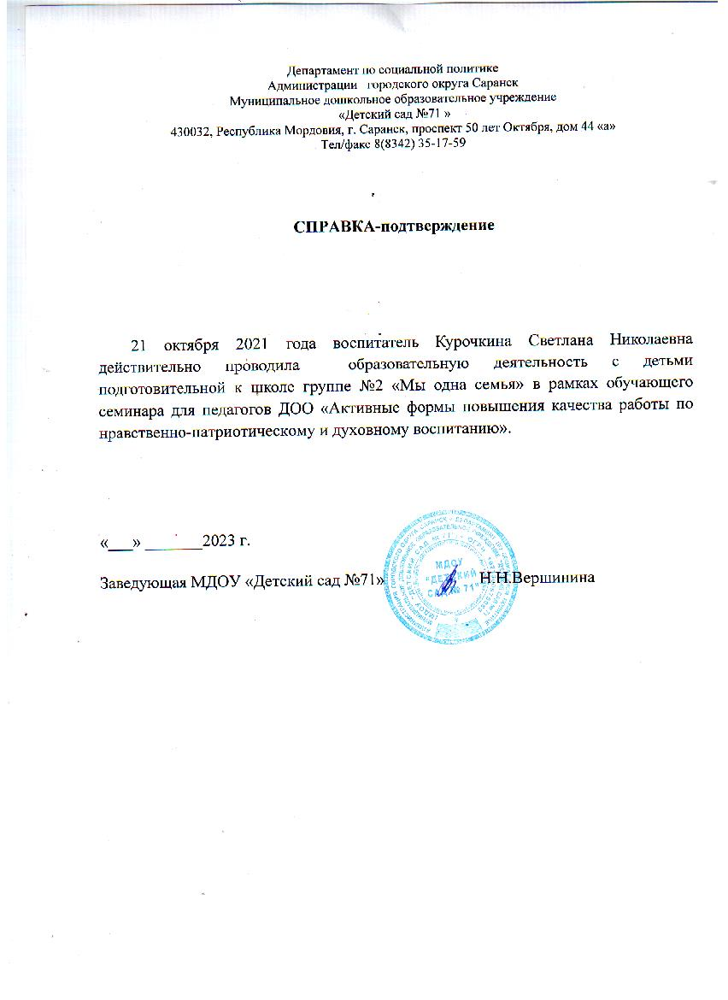 Департамент по социальной политике
Администрации городского округа Саранск
Муниципальное дошкольное образовательное учреждение
«Детский сад №71 »
430032, Республика Мордовия, г. Саранск, проспект 50 лет Октября, дом 44 «а»
Тел/факс 8(8342) 35-17-59
СПРАВКА-подтверждение
21 октября 2021 года воспитатель Курочкина Светлана Николаевна
действительно проводила образовательную деятельность с детьми
подготовительной к школе группе №2 «Мы одна семья» в рамках обучающего
семинара для педагогов ДОО «Активные формы повышения качества работы по
нравственно-патриотическому и духовному воспитанию».
«___» _______2023 г.
Заведующая МДОУ «Детский сад №71» Н.Н.Вершинина
МДОУ
"ДЕТСКИЙ
САД № 71"